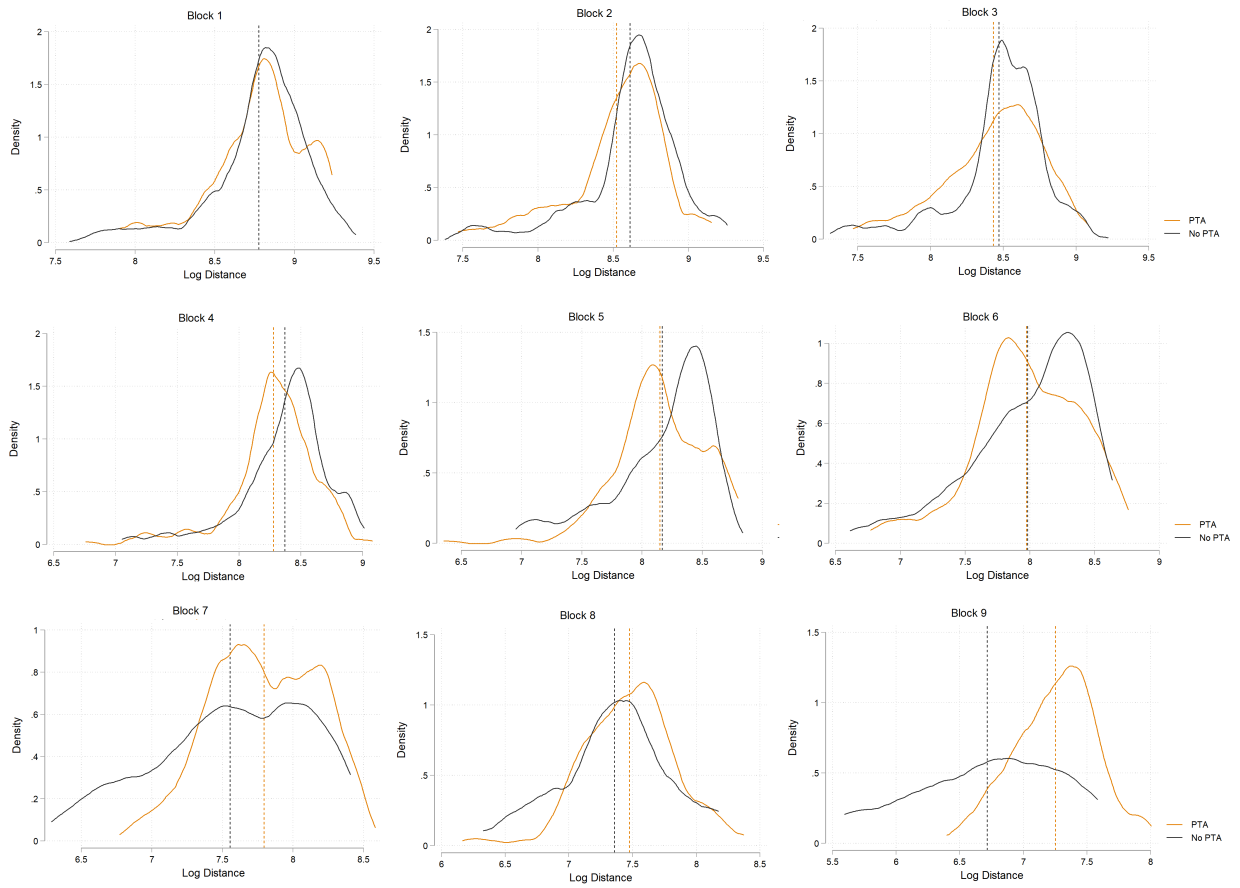 Block 1
2
1.5
1
.5
0
Density
7.5 8 8.5 9 9.5
Log Distance
Block 2
2
1.5
1
.5
0
Density
7.5 8 8.5 9 9.5
Log Distance
Block 3
2
1.5
1
.5
0
Density
7.5 8 8.5 9 9.5
Log Distance
PTA
No PTA
Block 4
2
1.5
1
.5
0
Density
6.5 7 7.5 8 8.5 9
Log Distance
Block 5
1.5
1
.5
0
Density
6.5 7 7.5 8 8.5 9
Log Distance
Block 6
1
.8
.6
.4
.2
0
Density
6.5 7 7.5 8 8.5 9
Log Distance
PTA
No PTA
Block 7
1
.8
.6
.4
.2
0
Density
6.5 7 7.5 8 8.5
Log Distance
Block 8
1.5
1
.5
0
Density
6 6.5 7 7.5 8 8.5
Log Distance
Block 9
1.5
1
.5
0
Density
5.5 6 6.5 7 7.5 8
Log Distance
PTA
No PTA